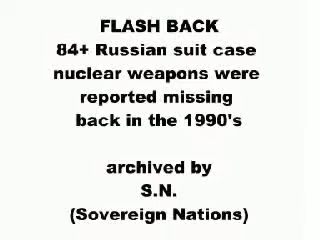 FLASH BACK
84+ Russian suit case
nuclear weapons were
reported missing
back in the 1990's
archived by
S.N.
(Sovereign Nations)